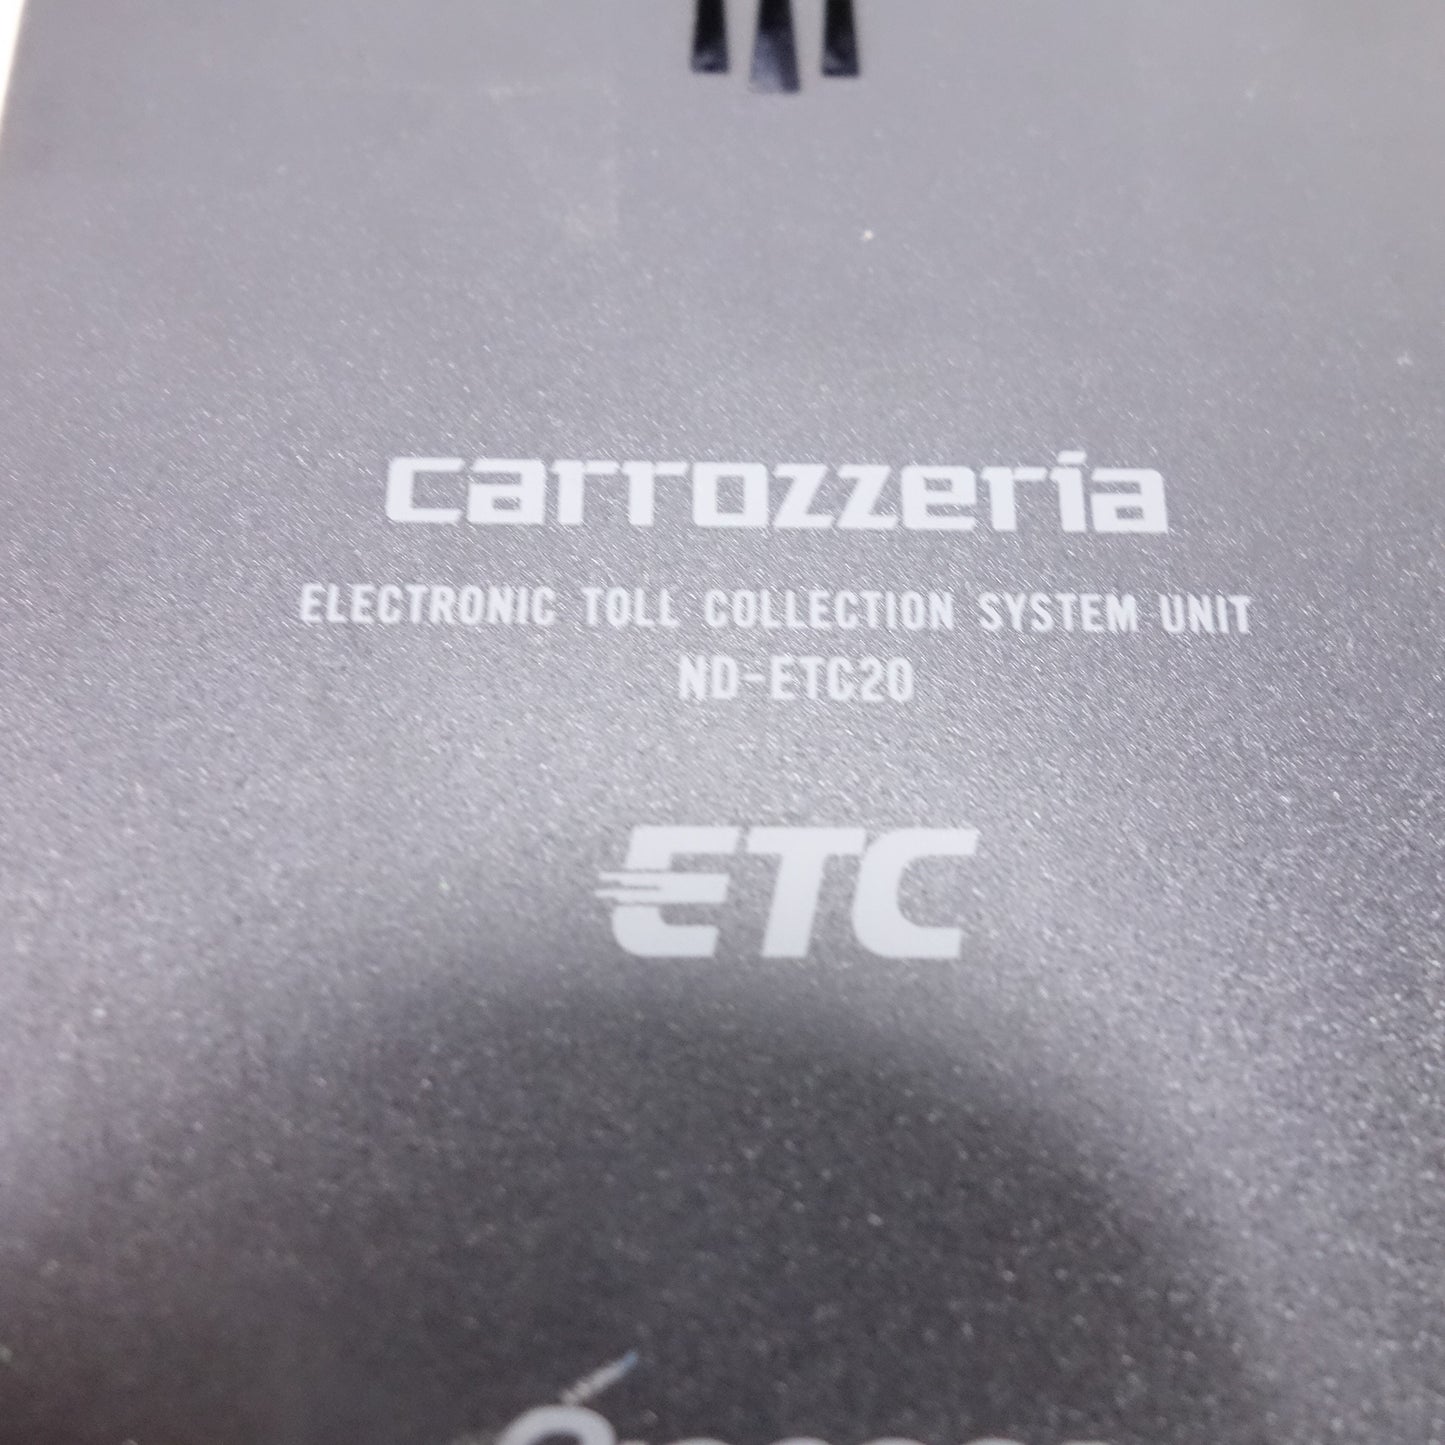 carrozzeria
ELECTRONIC TOLL COLLECTION SYSTEM UNIT
ND-ETC20
ETC